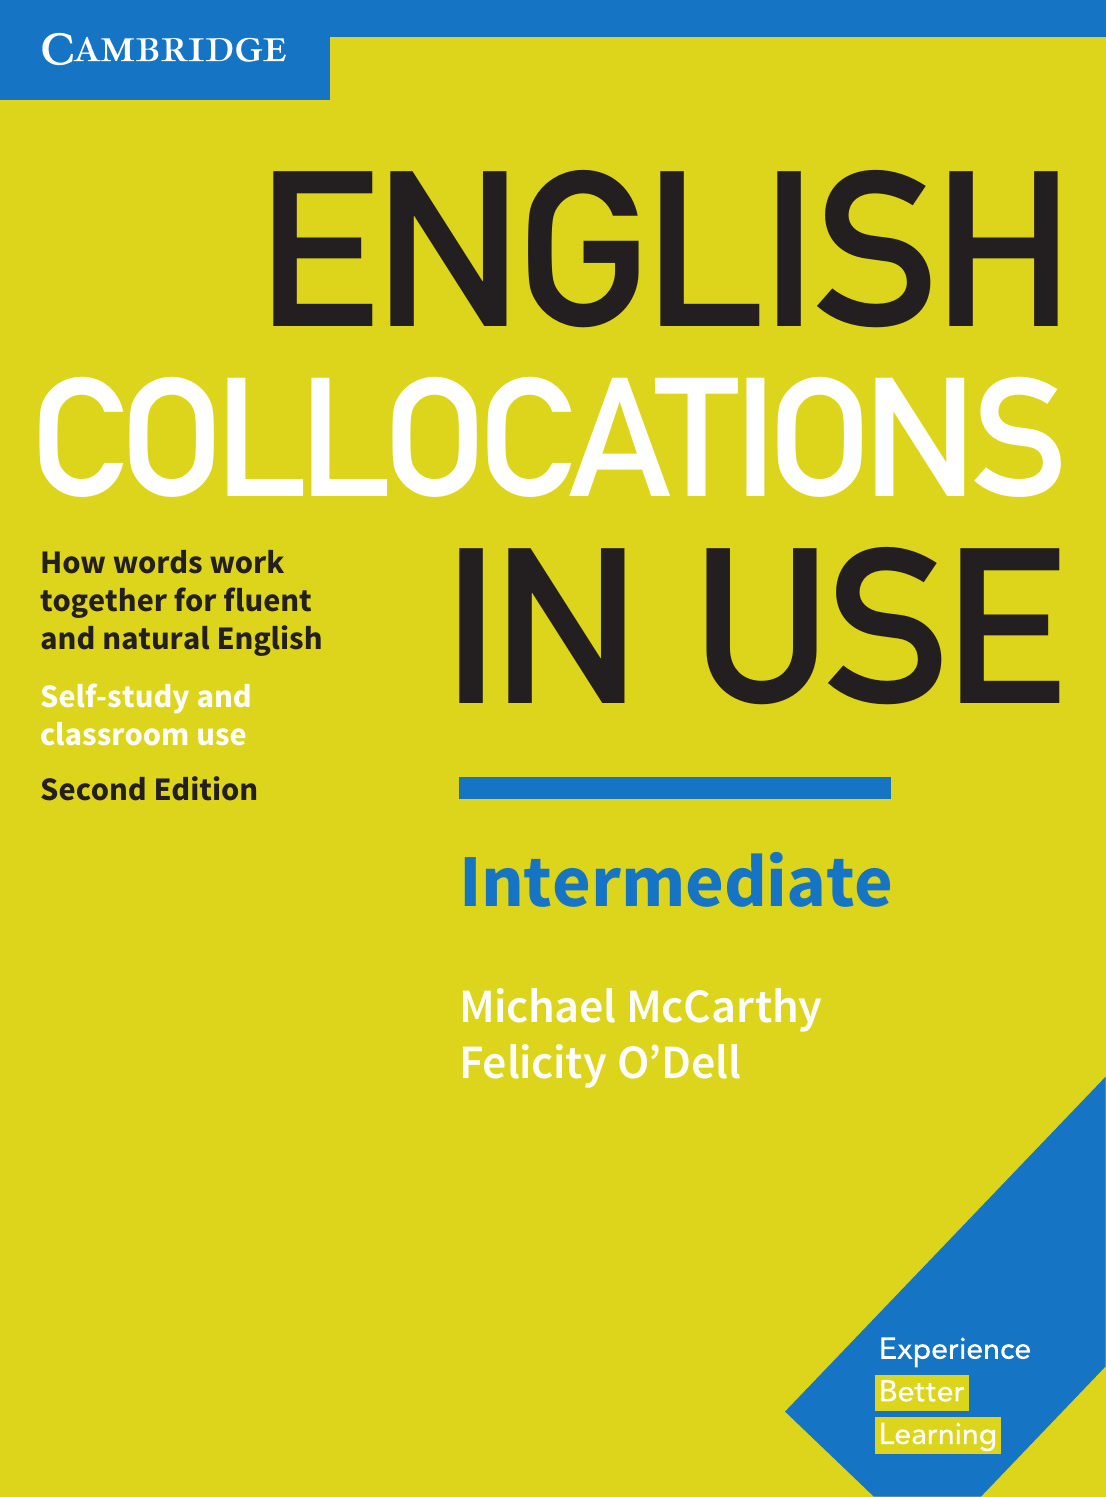 CAMBRIDGE
ENGLISH
COLLOCATIONS
IN USE
How words work
together for fluent
and natural English
Self-study and
classroom use
Second Edition
Intermediate
Michael McCarthy
Felicity O’Dell
Experience
Better
Learning